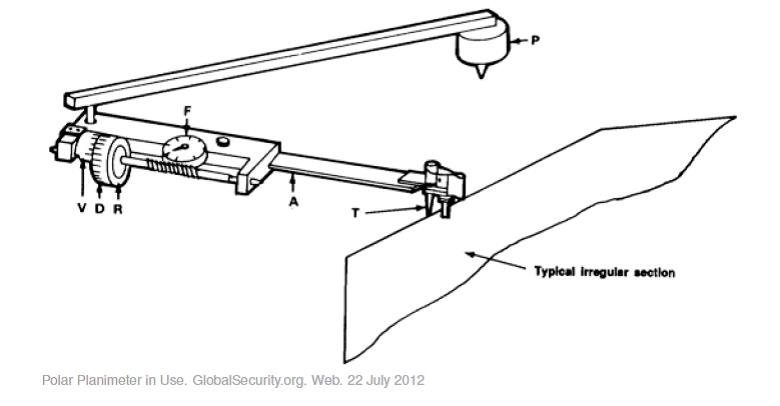 P
F
V D R
A
T
Typical irregular section
Polar Planimeter in Use. GlobalSecurity.org. Web. 22 July 2012